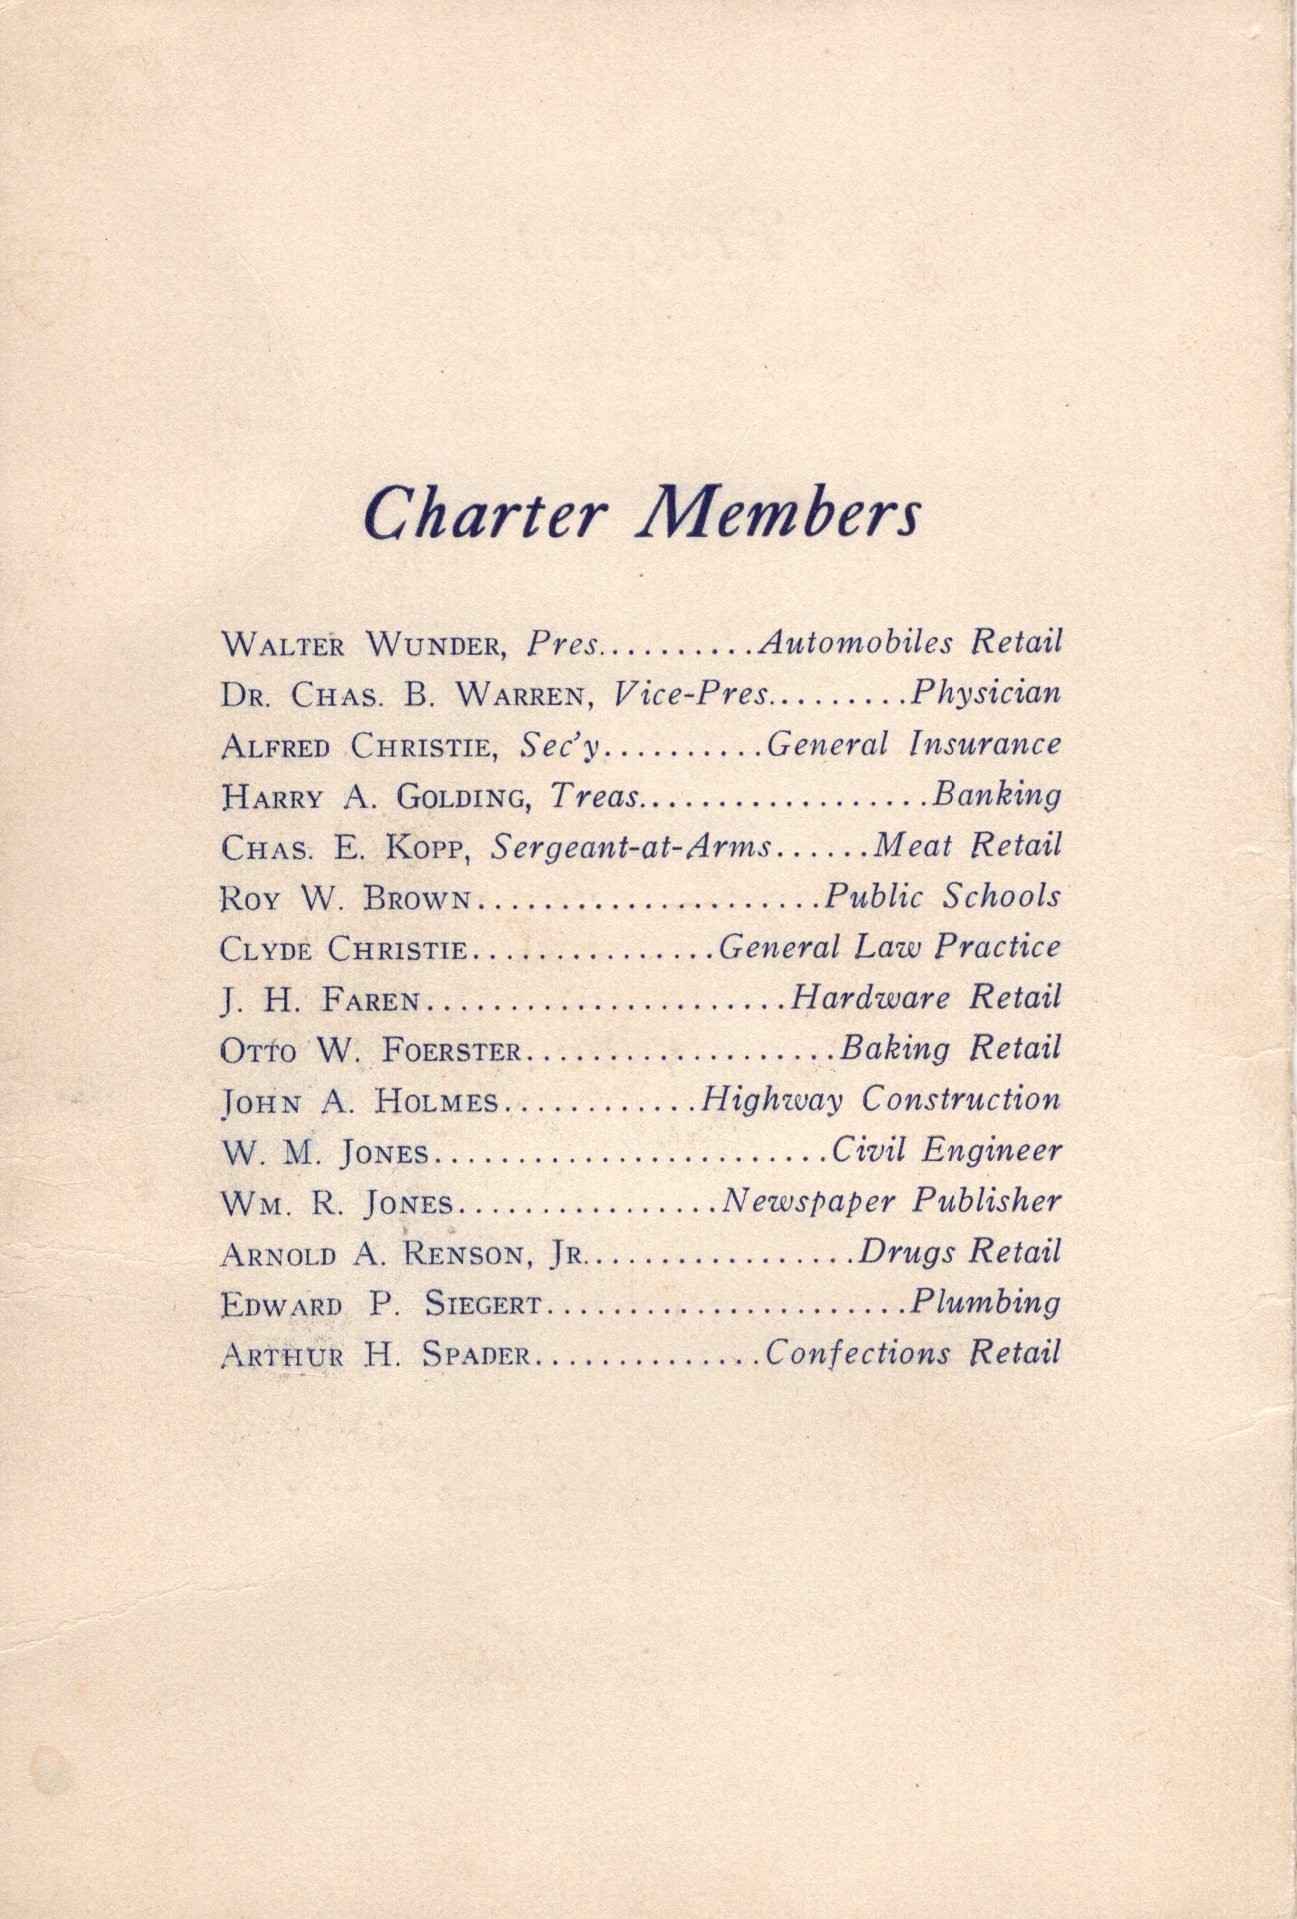 Charter Members
WALTER WUNDER, Pres..........Automobiles Retail
DR. CHAS. B. WARREN, Vice-Pres.........Physician
ALFRED CHRISTIE, Sec'y..........General Insurance
HARRY A. GOLDING, Treas..................Banking
CHAS. E. KOPP, Sergeant-at-Arms......Meat Retail
ROY W. BROWN.....................Public Schools
CLYDE CHRISTIE...............General Law Practice
J. H. FAREN......................Hardware Retail
OTTO W. FOERSTER...................Baking Retail
JOHN A. HOLMES............Highway Construction
W. M. JONES........................Civil Engineer
WM. R. JONES................Newspaper Publisher
ARNOLD A. RENSON, JR.................Drugs Retail
EDWARD P. SIEGERT......................Plumbing
ARTHUR H. SPADER..............Confections Retail